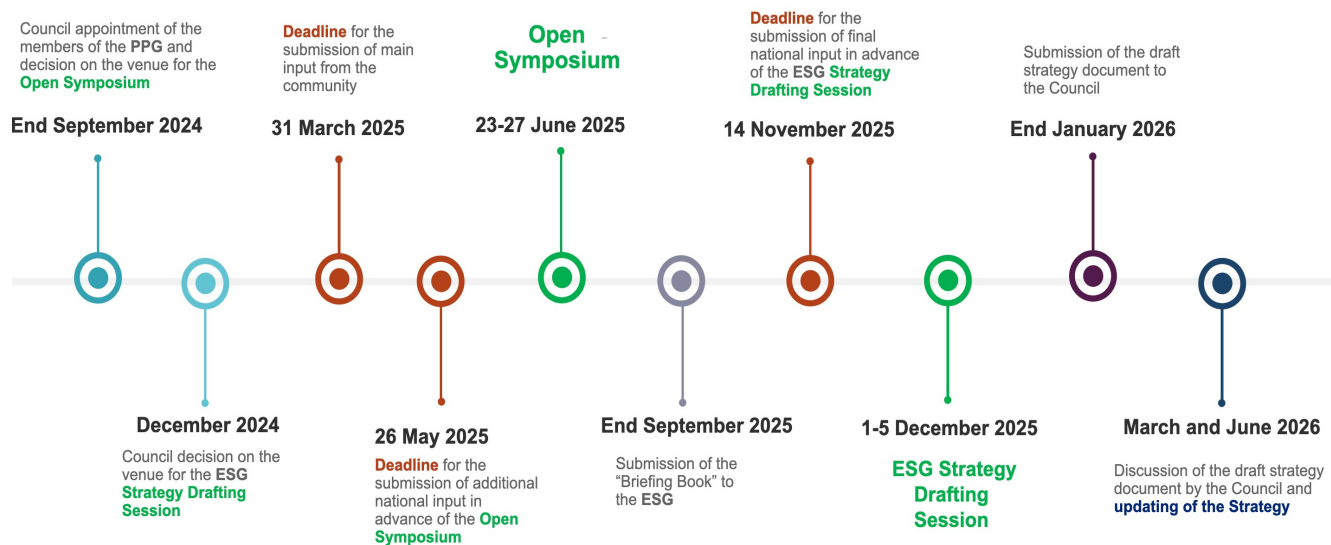 Council appointment of the
members of the PPG and
decision on the venue for the
Open Symposium
End September 2024
Deadline for the
submission of main
input from the
community
31 March 2025
Open
Symposium
23-27 June 2025
Deadline for the
submission of final
national input in advance
of the ESG Strategy
Drafting Session
14 November 2025
Submission of the draft
strategy document to
the Council
End January 2026
December 2024
Council decision on the
venue for the ESG
Strategy Drafting
Session
26 May 2025
Deadline for the
submission of additional
national input in
advance of the Open
Symposium
End September 2025
Submission of the
“Briefing Book” to
the ESG
1-5 December 2025
ESG Strategy
Drafting
Session
March and June 2026
Discussion of the draft strategy
document by the Council and
updating of the Strategy